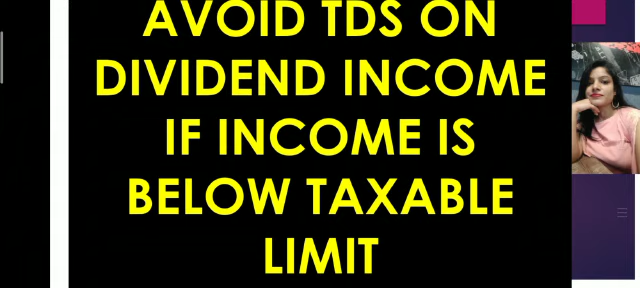 AVOID TDS ON
DIVIDEND INCOME
IF INCOME IS
BELOW TAXABLE
LIMIT